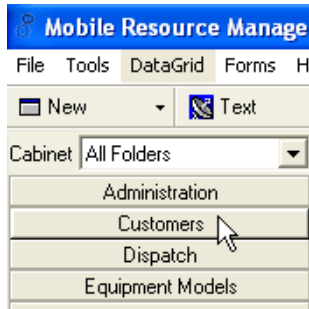 Mobile Resource Manage
File Tools DataGrid Forms H
New Text
Cabinet All Folders
Administration
Customers
Dispatch
Equipment Models